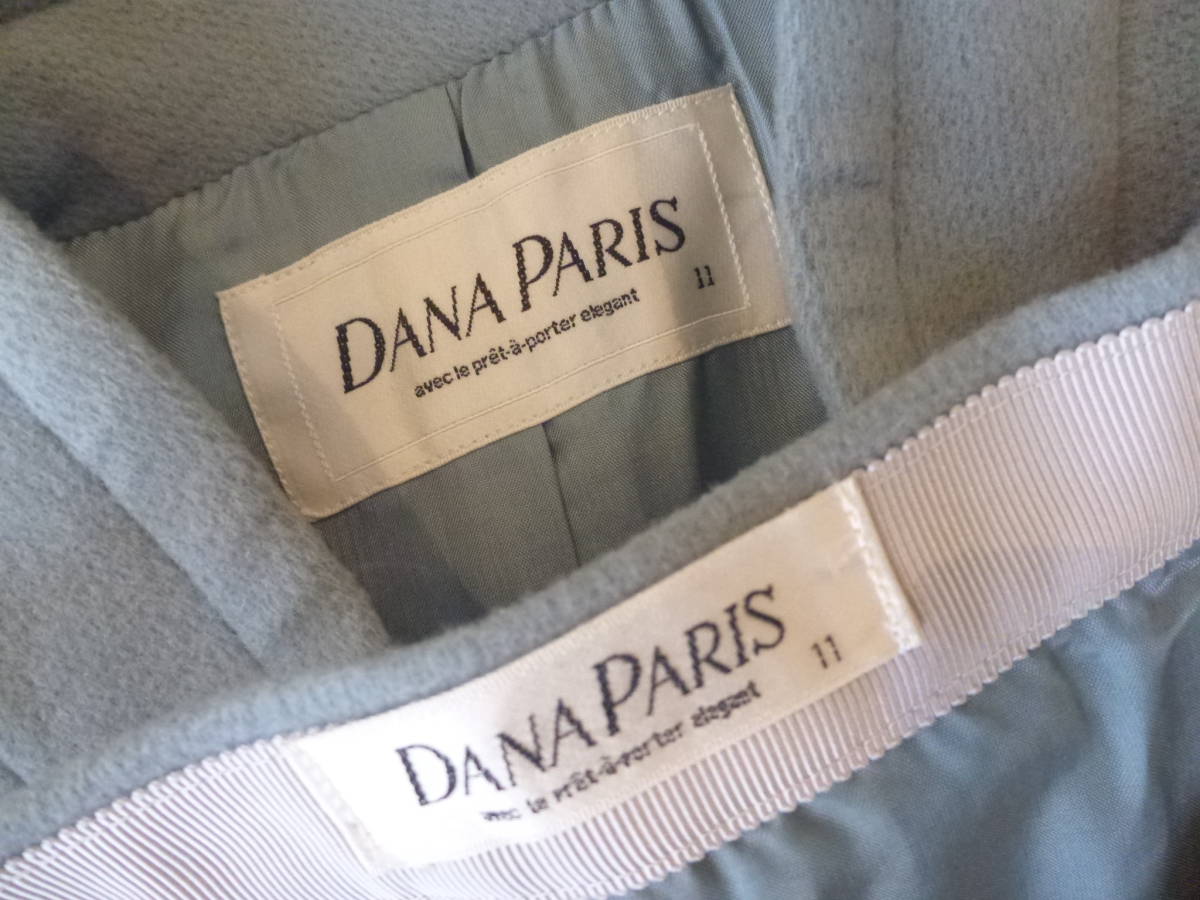 DANA PARIS
avec le prêt-à-porter elegant
11
DANA PARIS
avec le prêt-à-porter elegant
11